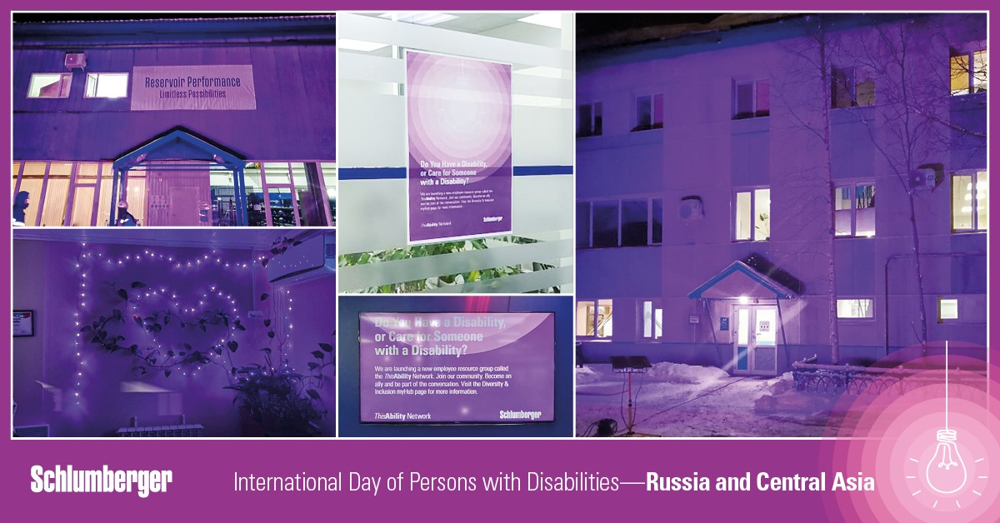 Reservoir Performance
Limitless Possibilities
Do You Have a Disability,
or Care for Someone
with a Disability?
We are launching a new employee resource group called the
ThisAbility Network. Join our community. Become an ally
and be part of the conversation. Visit the Diversity & Inclusion
myHub page for more information.
ThisAbility Network
Schlumberger
Do You Have a Disability,
or Care for Someone
with a Disability?
We are launching a new employee resource group called
the ThisAbility Network. Join our community. Become an
ally and be part of the conversation. Visit the Diversity &
Inclusion myHub page for more information.
ThisAbility Network
Schlumberger
Schlumberger
International Day of Persons with Disabilities—Russia and Central Asia